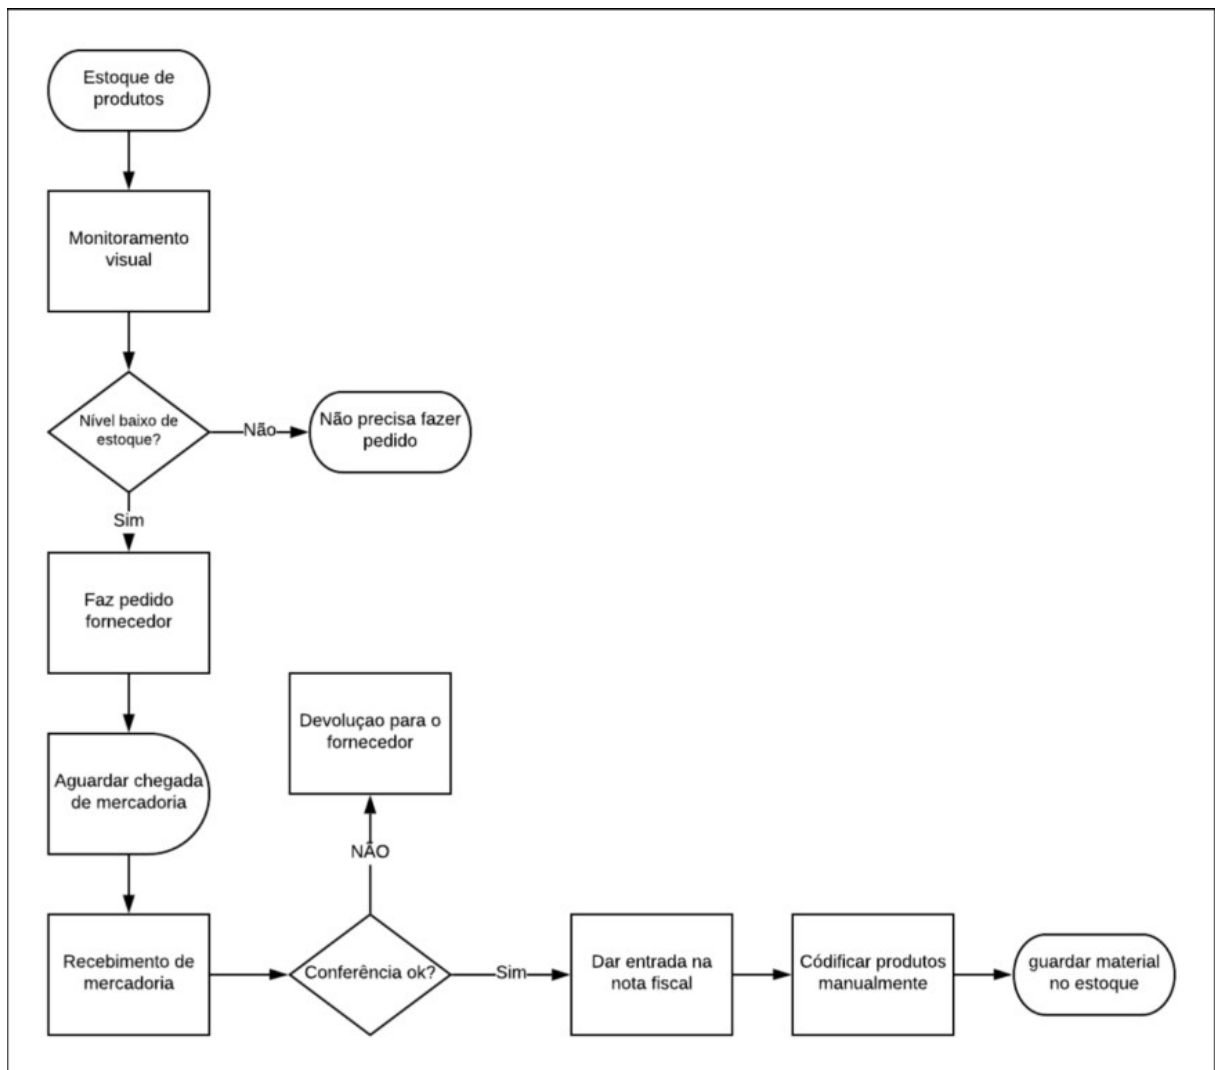 Estoque de
produtos
Monitoramento
visual
Nível baixo de
estoque?
Não
Não precisa fazer
pedido
Sim
Faz pedido
fornecedor
Aguardar chegada
de mercadoria
Recebimento de
mercadoria
Devoluçao para o
fornecedor
NÃO
Conferência ok?
Sim
Dar entrada na
nota fiscal
Códificar produtos
manualmente
guardar material
no estoque